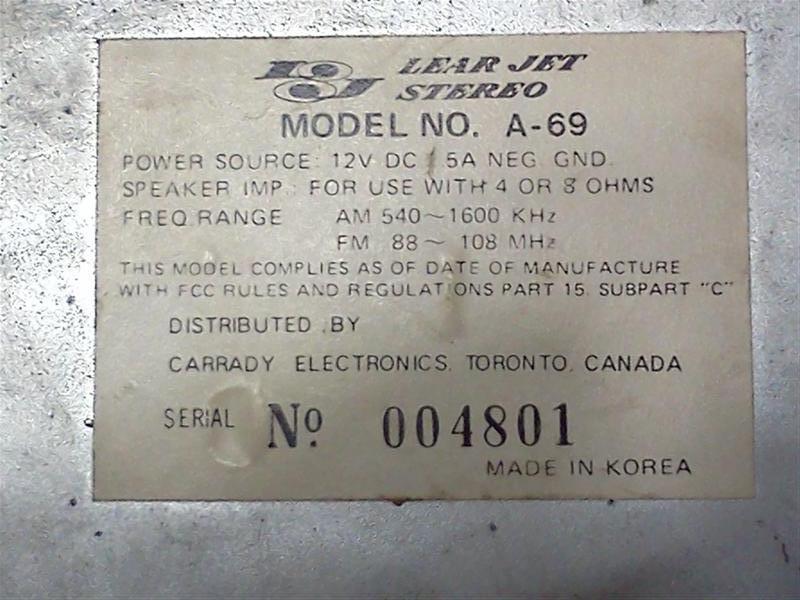 8 LEAR JET
STEREO
MODEL NO. A-69
POWER SOURCE: 12V DC 5A NEG. GND.
SPEAKER IMP.: FOR USE WITH 4 OR 8 OHMS
FREQ.RANGE AM 540~1600 KHz
FM 88~ 108 MHz
THIS MODEL COMPLIES AS OF DATE OF MANUFACTURE
WITH FCC RULES AND REGULATIONS PART 15. SUBPART "C"
DISTRIBUTED BY
CARRADY ELECTRONICS. TORONTO. CANADA
SERIAL No. 004801
MADE IN KOREA